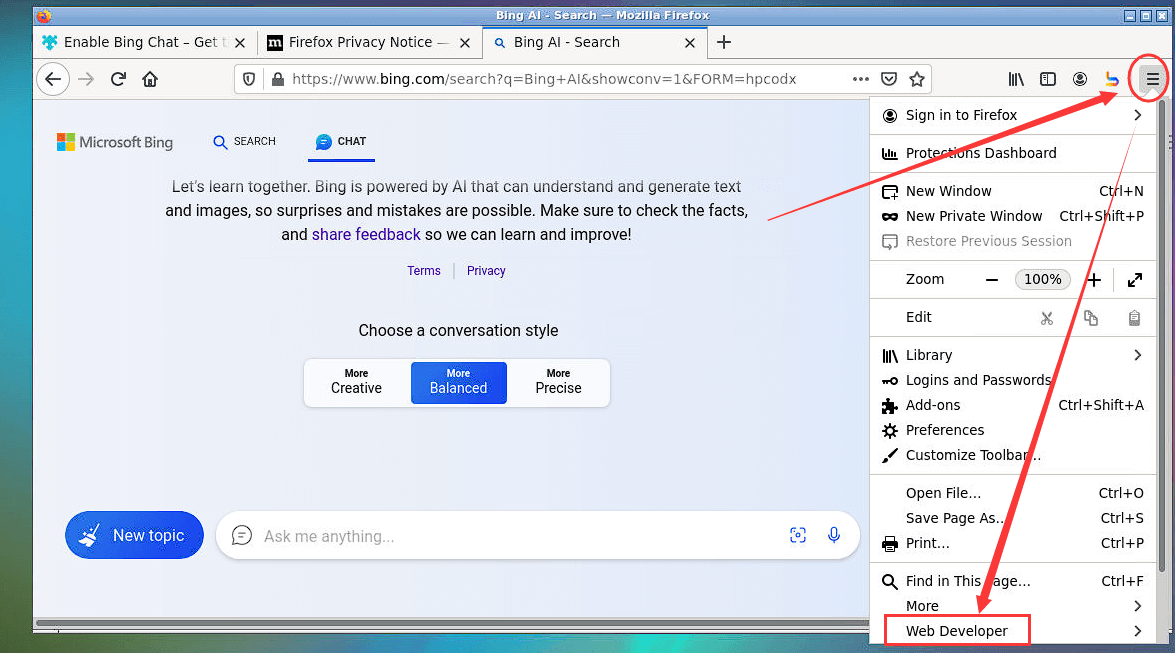 Bing AI - Search — Mozilla Firefox
Enable Bing Chat – Get t
Firefox Privacy Notice —
Bing AI - Search
https://www.bing.com/search?q=Bing+AI&showconv=1&FORM=hpcodx
Microsoft Bing
SEARCH
CHAT
Let's learn together. Bing is powered by AI that can understand and generate text
and images, so surprises and mistakes are possible. Make sure to check the facts,
and share feedback so we can learn and improve!
Terms
Privacy
Choose a conversation style
More
Creative
More
Balanced
More
Precise
New topic
Ask me anything...
Sign in to Firefox
Protections Dashboard
New Window Ctrl+N
New Private Window Ctrl+Shift+P
Restore Previous Session
Zoom 100%
Edit
Library
Logins and Passwords
Add-ons Ctrl+Shift+A
Preferences
Customize Toolbar...
Open File... Ctrl+O
Save Page As... Ctrl+S
Print... Ctrl+P
Find in This Page... Ctrl+F
More
Web Developer